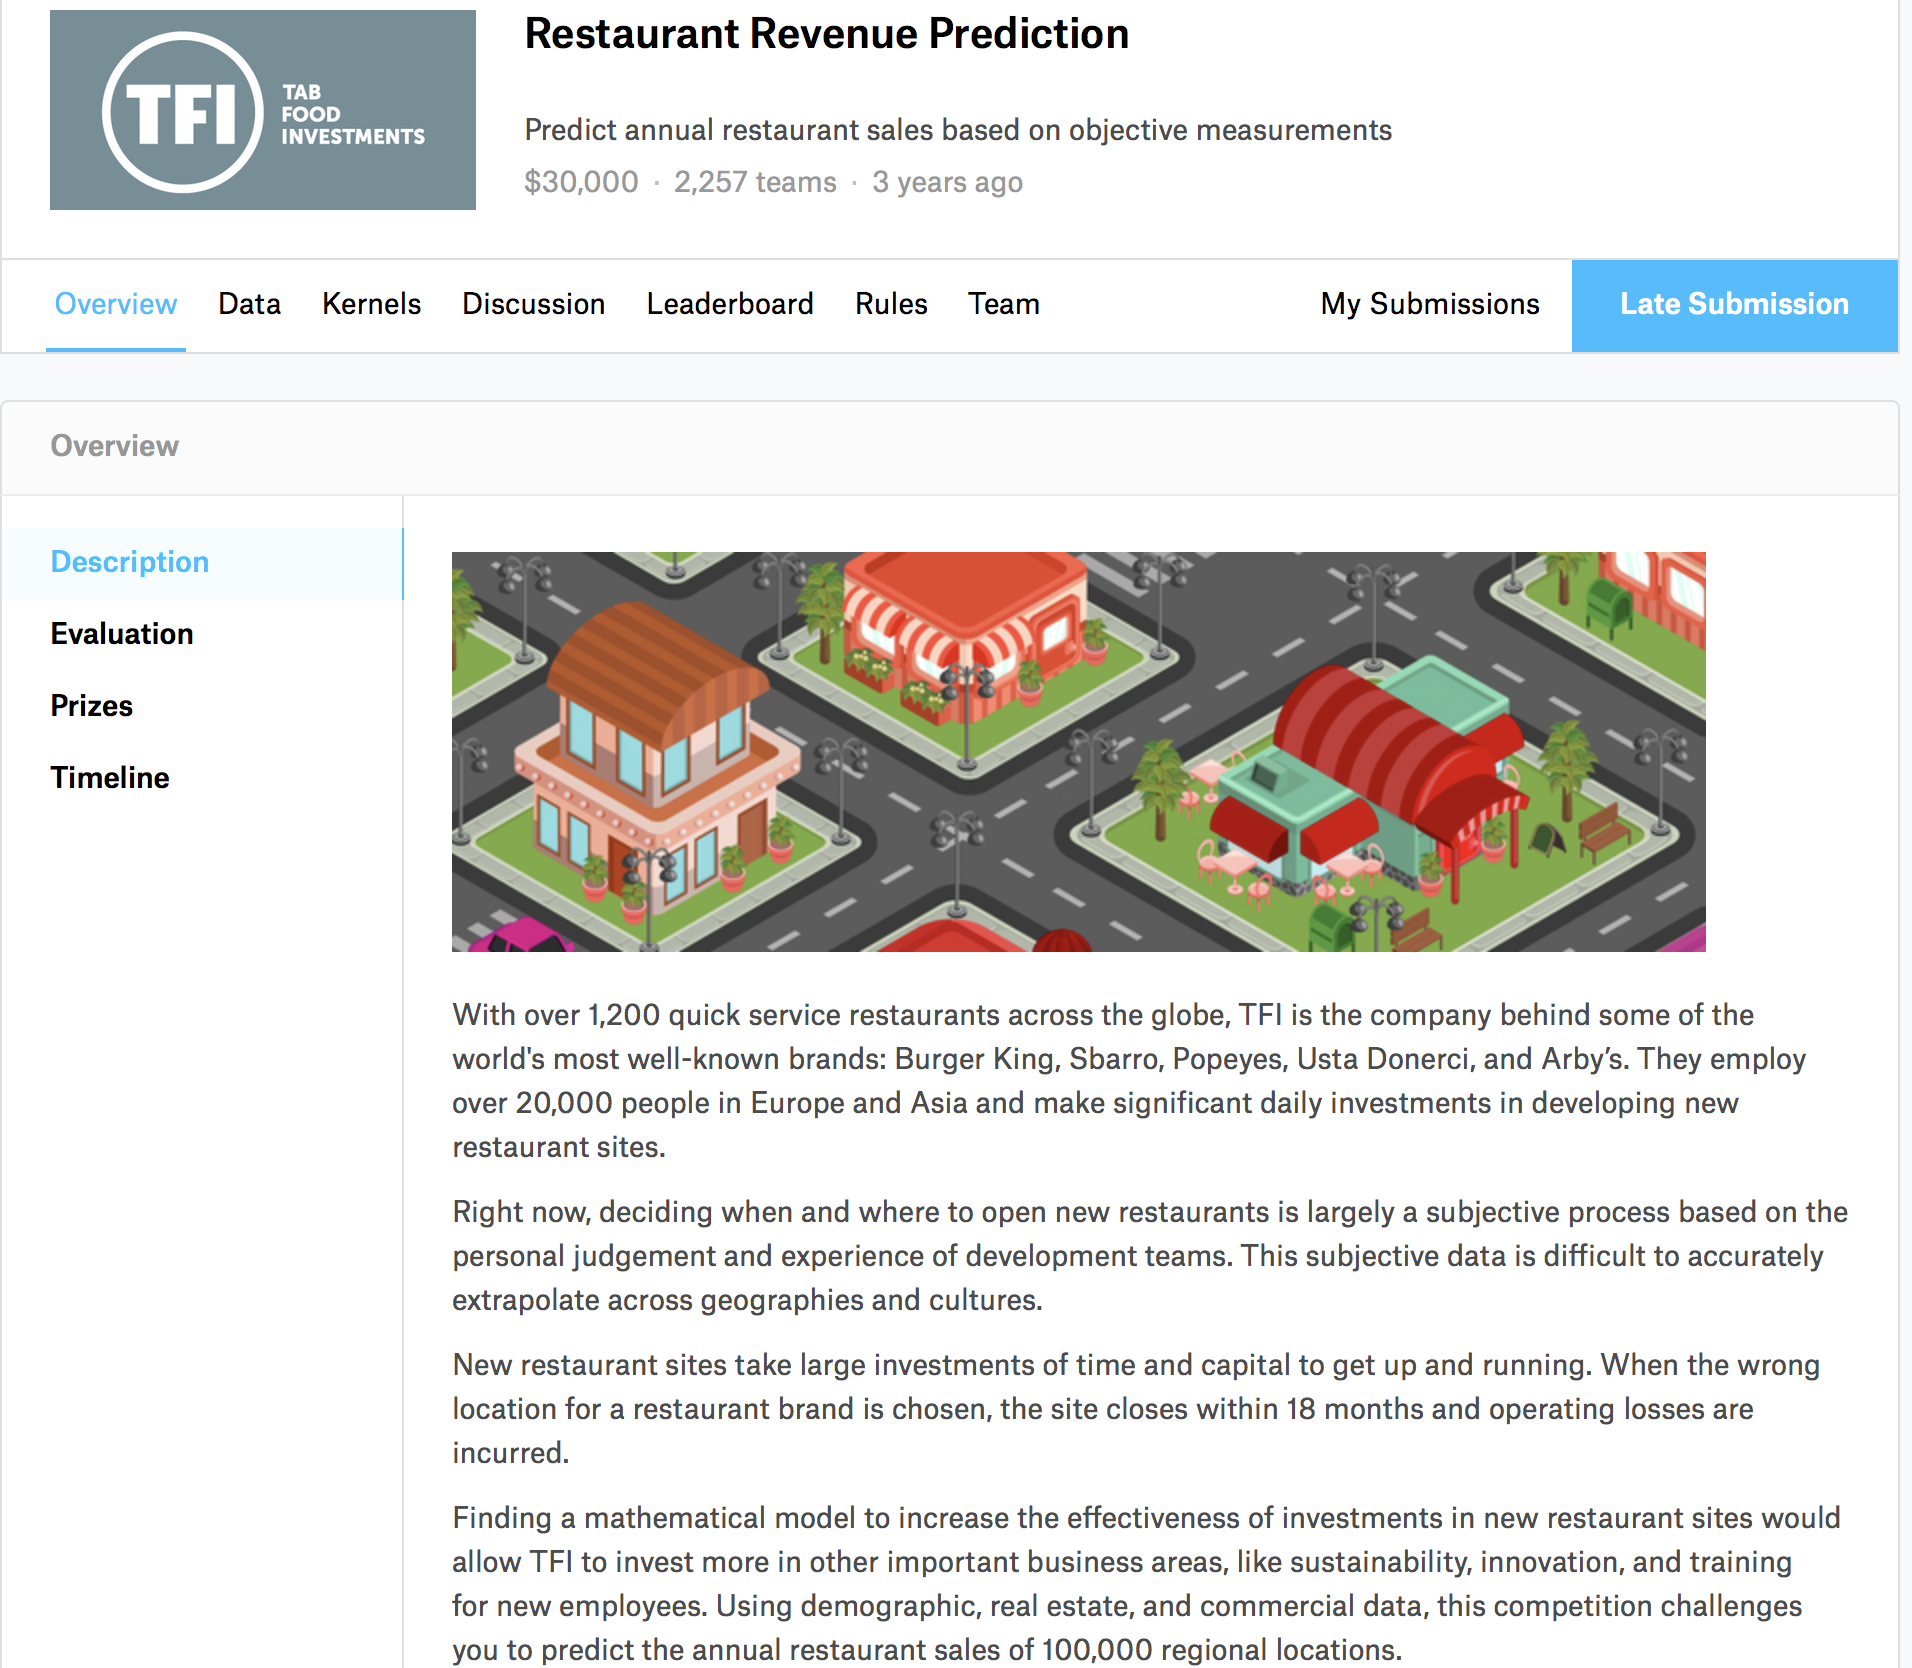 TFI
TAB
FOOD
INVESTMENTS
Restaurant Revenue Prediction
Predict annual restaurant sales based on objective measurements
$30,000 · 2,257 teams · 3 years ago
Overview Data Kernels Discussion Leaderboard Rules Team My Submissions Late Submission
Overview
Description
Evaluation
Prizes
Timeline
With over 1,200 quick service restaurants across the globe, TFI is the company behind some of the
world's most well-known brands: Burger King, Sbarro, Popeyes, Usta Donerci, and Arby’s. They employ
over 20,000 people in Europe and Asia and make significant daily investments in developing new
restaurant sites.
Right now, deciding when and where to open new restaurants is largely a subjective process based on the
personal judgement and experience of development teams. This subjective data is difficult to accurately
extrapolate across geographies and cultures.
New restaurant sites take large investments of time and capital to get up and running. When the wrong
location for a restaurant brand is chosen, the site closes within 18 months and operating losses are
incurred.
Finding a mathematical model to increase the effectiveness of investments in new restaurant sites would
allow TFI to invest more in other important business areas, like sustainability, innovation, and training
for new employees. Using demographic, real estate, and commercial data, this competition challenges
you to predict the annual restaurant sales of 100,000 regional locations.